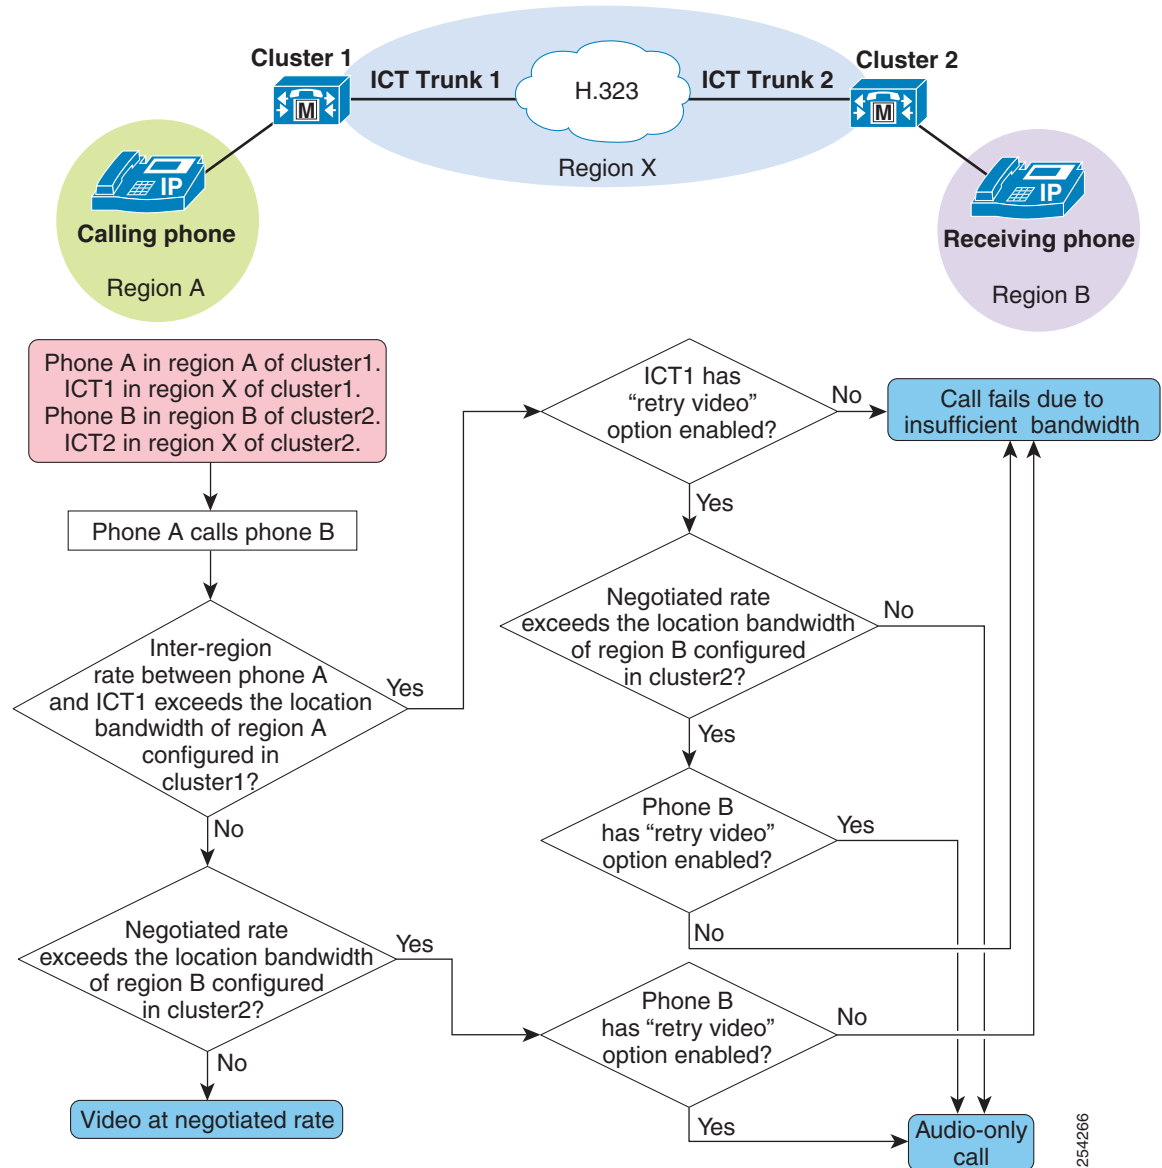 Cluster 1
Cluster 2
ICT Trunk 1
H.323
ICT Trunk 2
M
M
Region X
IP
IP
Calling phone
Receiving phone
Region A
Region B
Phone A in region A of cluster1.
ICT1 in region X of cluster1.
Phone B in region B of cluster2.
ICT2 in region X of cluster2.
Phone A calls phone B
Inter-region
rate between phone A
and ICT1 exceeds the location
bandwidth of region A
configured in
cluster1?
Yes
No
Negotiated rate
exceeds the location bandwidth
of region B configured
in cluster2?
Yes
No
Video at negotiated rate
ICT1 has
“retry video”
option enabled?
No
Call fails due to
insufficient bandwidth
Yes
Negotiated rate
exceeds the location bandwidth
of region B configured
in cluster2?
No
Yes
Phone B
has “retry video”
option enabled?
Yes
No
Phone B
has “retry video”
option enabled?
No
Yes
Audio-only
call
254266